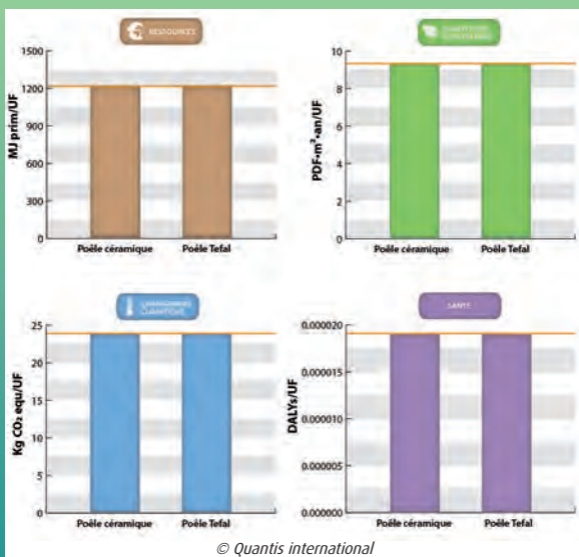 RESSOURCES
MJ prim/UF
1500
1200
900
600
300
0
Poêle céramique Poêle Tefal
PDF·m²·an/UF
10
8
6
4
2
0
Poêle céramique Poêle Tefal
CHANGEMENT
CLIMATIQUE
Kg CO₂ equ/UF
25
20
15
10
5
0
Poêle céramique Poêle Tefal
SANTÉ
DALYs/UF
0.000020
0.000015
0.000010
0.000005
0.000000
Poêle céramique Poêle Tefal
© Quantis international